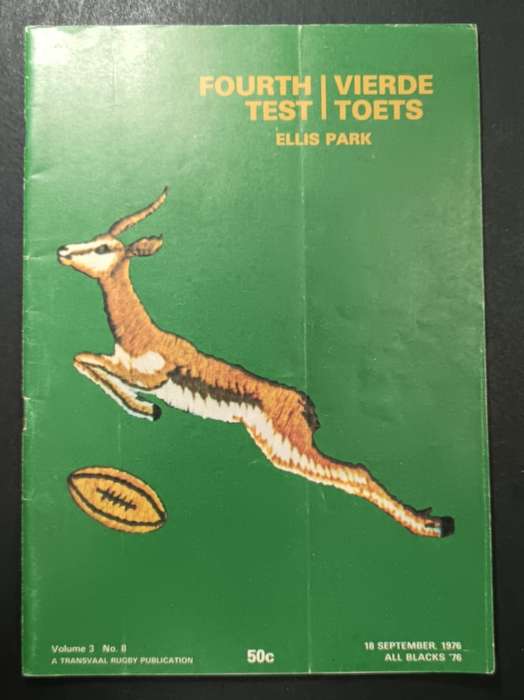 FOURTH | VIERDE
TEST | TOETS
ELLIS PARK
Volume 3 No. 8
A TRANSVAAL RUGBY PUBLICATION
50c
18 SEPTEMBER, 1976
ALL BLACKS '76